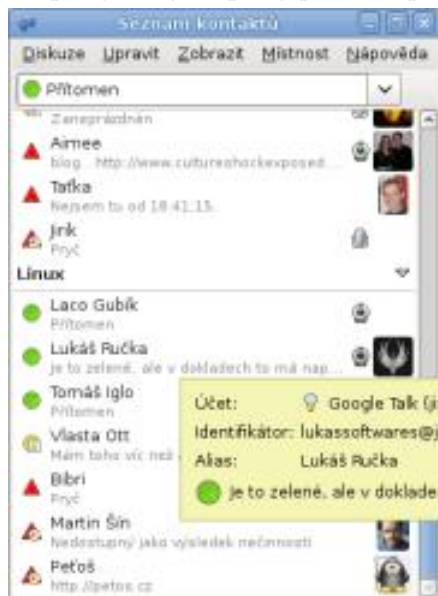 Seznam kontaktů
Diskuze Upravit Zobrazit Místnost Nápověda
Přítomen
Zaneprázdněn
Aimee
blog http://www.cultureshockexposed...
Taťka
Nejsem tu od 18:41:15.
Jirik
Pryč
Linux
Laco Gubík
Přítomen
Lukáš Ručka
je to zelené, ale v dokladech to má nap...
Tomáš Iglo
Přítomen
Vlasta Ott
Mám toho víc než
Bibri
Pryč
Martin Šín
Nedostupný jako výsledek nečinnosti
Peťoš
http://petos.cz
Účet: Google Talk (ji
Identifikátor: lukassoftwares@j
Alias: Lukáš Ručka
je to zelené, ale v doklade